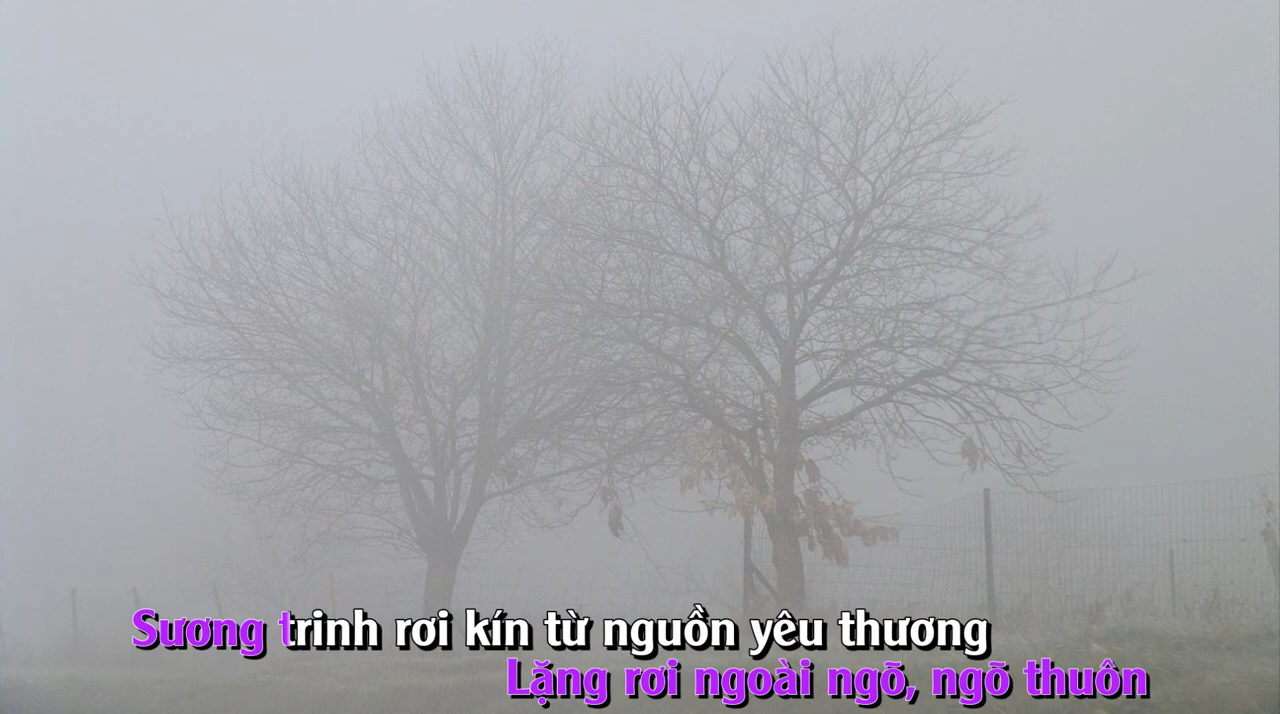 Sương trinh rơi kín từ nguồn yêu thương
Lặng rơi ngoài ngõ, ngõ thuôn